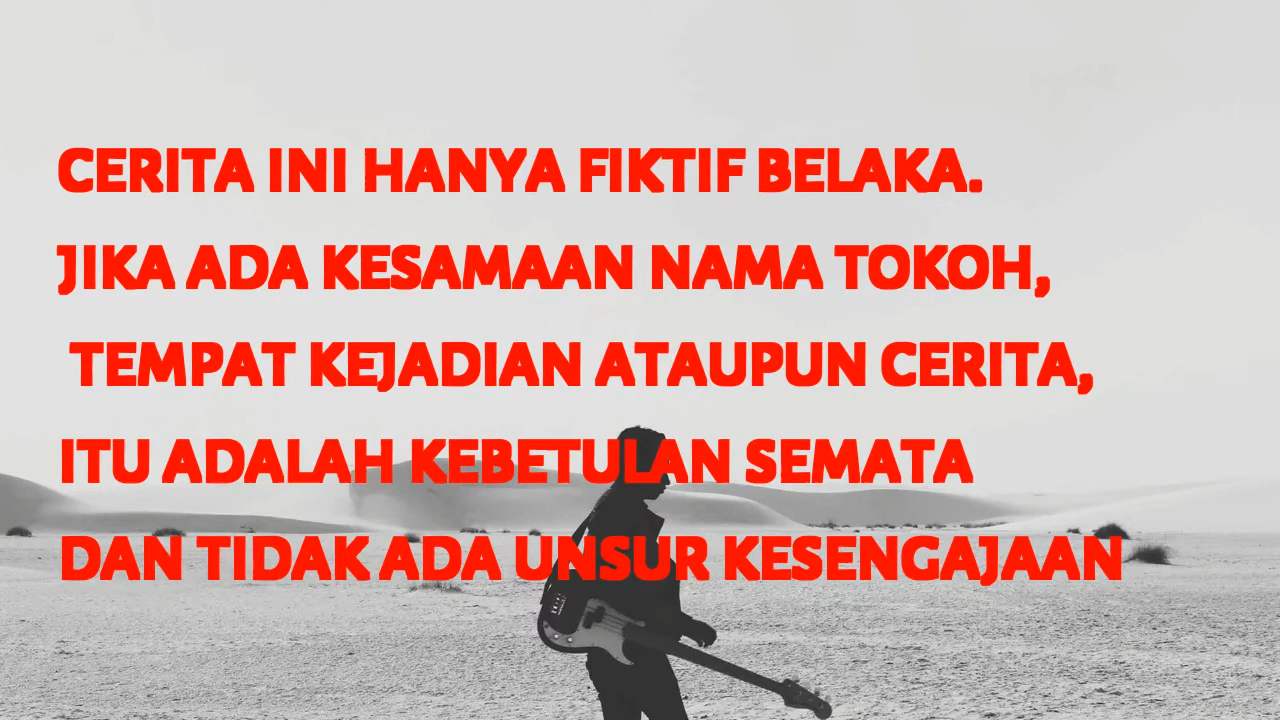 CERITA INI HANYA FIKTIF BELAKA.
JIKA ADA KESAMAAN NAMA TOKOH,
TEMPAT KEJADIAN ATAUPUN CERITA,
ITU ADALAH KEBETULAN SEMATA
DAN TIDAK ADA UNSUR KESENGAJAAN